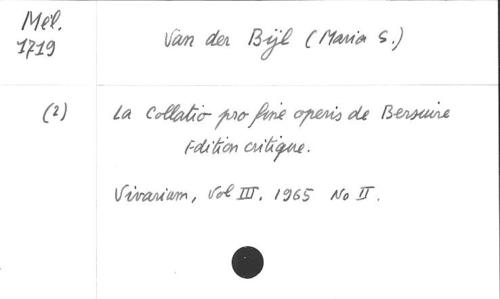 Mél.
1719
Van der Bijl (Maria S.)
(2)
La Collatio pro fine operis de Bersuire
Edition critique.
Vivarium, Vol III. 1965 No II.